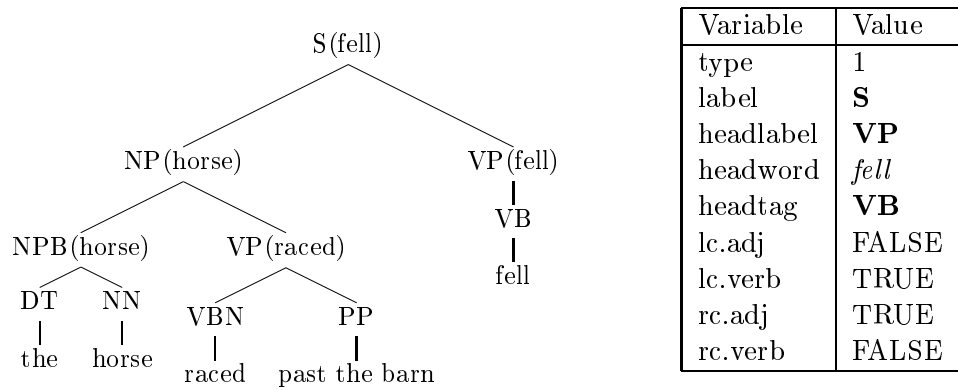 S(fell)
NP(horse) VP(fell)
NPB(horse) VP(raced) VB
fell
DT NN VBN PP
the horse raced past the barn
Variable Value
type 1
label S
headlabel VP
headword fell
headtag VB
lc.adj FALSE
lc.verb TRUE
rc.adj TRUE
rc.verb FALSE